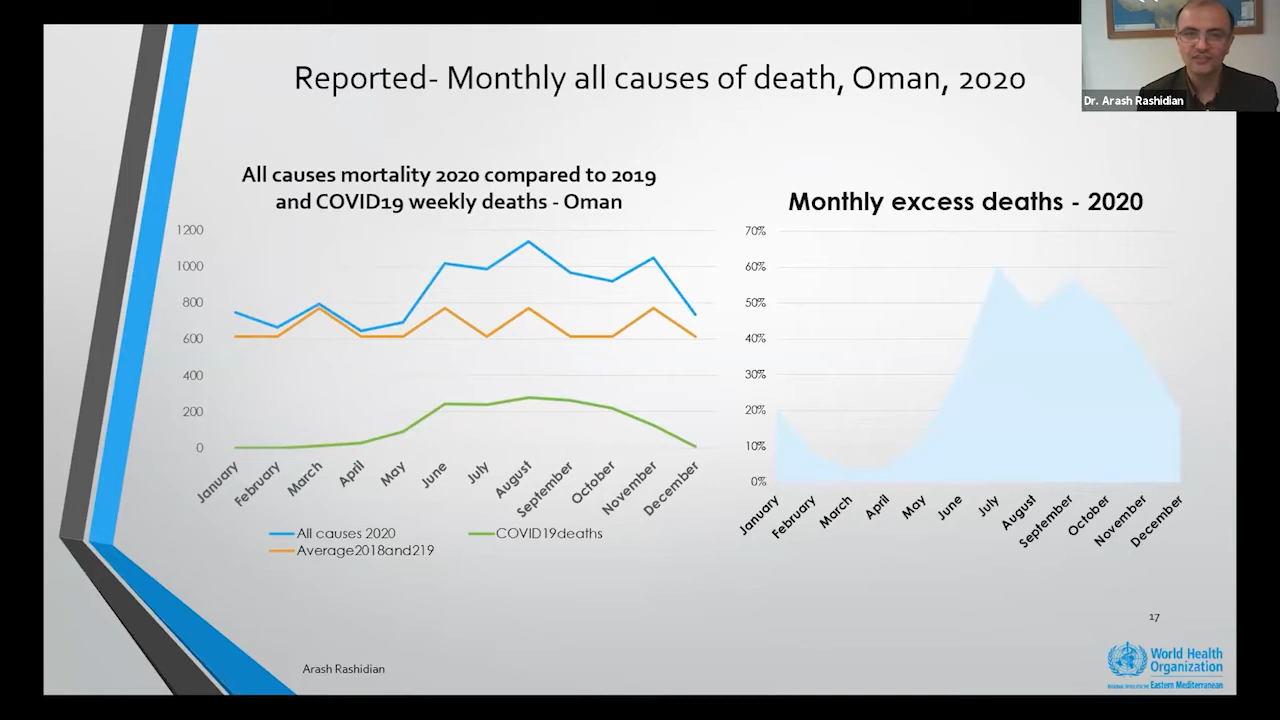 Reported- Monthly all causes of death, Oman, 2020
Dr. Arash Rashidian
All causes mortality 2020 compared to 2019
and COVID19 weekly deaths - Oman
1200
1000
800
600
400
200
0
January
February
March
April
May
June
July
August
September
October
November
December
All causes 2020
COVID19deaths
Average2018and219
Monthly excess deaths - 2020
70%
60%
50%
40%
30%
20%
10%
0%
January
February
March
April
May
June
July
August
September
October
November
December
17
Arash Rashidian
World Health
Organization
REGIONAL OFFICE FOR THE Eastern Mediterranean